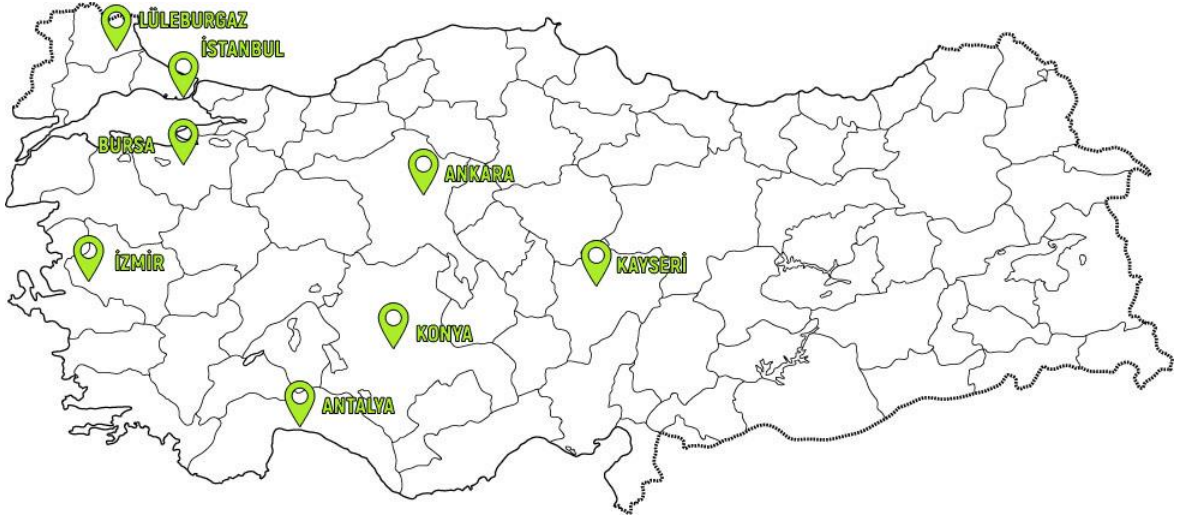 LÜLEBURGAZ
İSTANBUL
BURSA
ANKARA
İZMİR
KAYSERİ
KONYA
ANTALYA